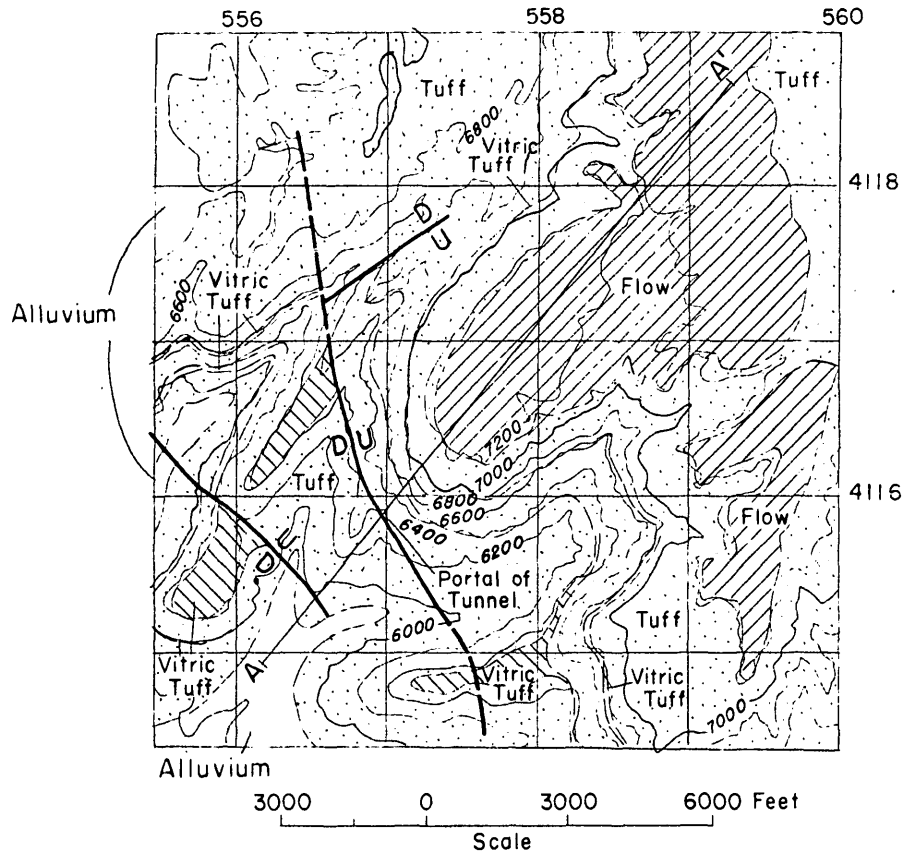 556
558
560
A'
Tuff
Tuff
6800
Vitric
Tuff
4118
D
U
Flow
Vitric
Tuff
6600
Alluvium
7200
D U
7000
Tuff
6800
4116
6600
6400
Flow
6200
D U
Portal of
Tunnel
6000
Tuff
A
Vitric
Tuff
Vitric
Tuff
Vitric
Tuff
7000
Alluvium
3000 0 3000 6000 Feet
Scale